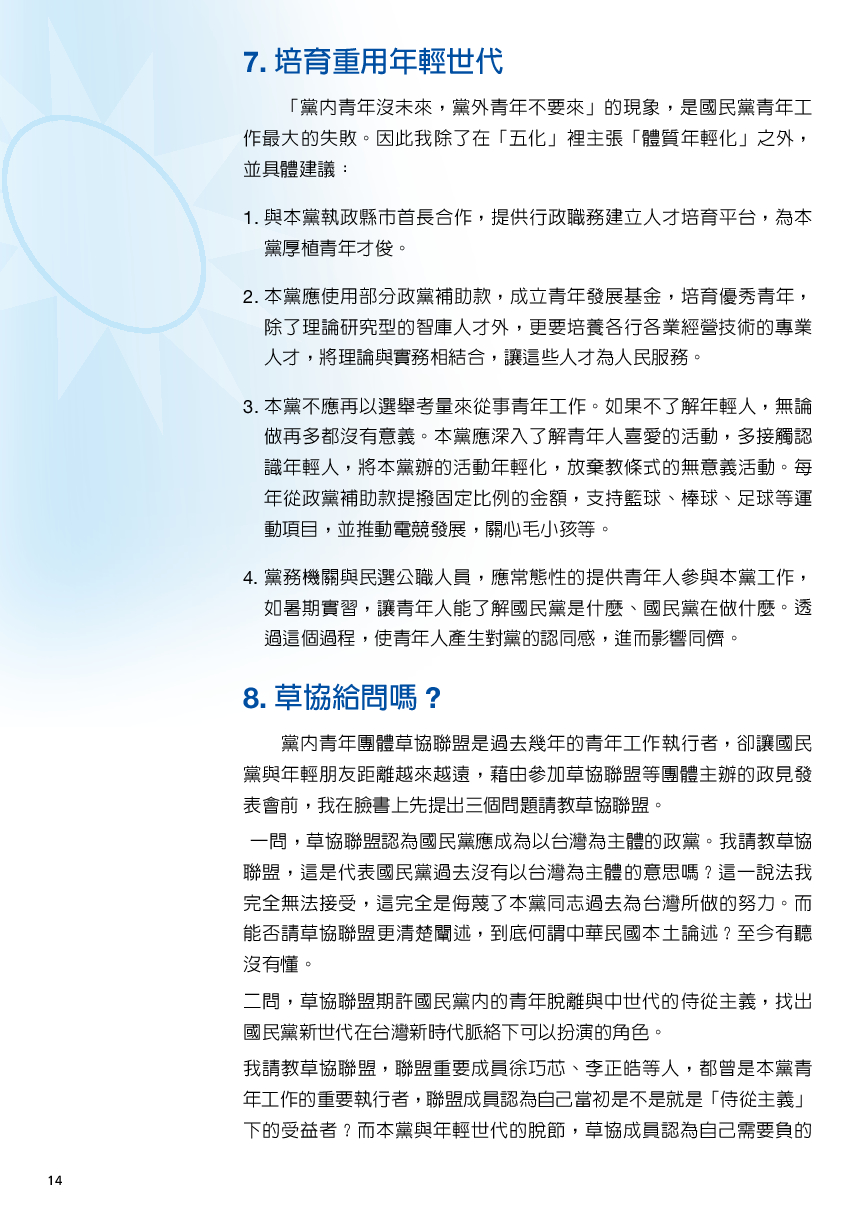 7. 培育重用年輕世代
「黨內青年沒未來，黨外青年不要來」的現象，是國民黨青年工
作最大的失敗。因此我除了在「五化」裡主張「體質年輕化」之外，
並具體建議：
1. 與本黨執政縣市首長合作，提供行政職務建立人才培育平台，為本
黨厚植青年才俊。
2. 本黨應使用部分政黨補助款，成立青年發展基金，培育優秀青年，
除了理論研究型的智庫人才外，更要培養各行各業經營技術的專業
人才，將理論與實務相結合，讓這些人才為人民服務。
3. 本黨不應再以選舉考量來從事青年工作。如果不了解年輕人，無論
做再多都沒有意義。本黨應深入了解青年人喜愛的活動，多接觸認
識年輕人，將本黨辦的活動年輕化，放棄教條式的無意義活動。每
年從政黨補助款提撥固定比例的金額，支持籃球、棒球、足球等運
動項目，並推動電競發展，關心毛小孩等。
4. 黨務機關與民選公職人員，應常態性的提供青年人參與本黨工作，
如暑期實習，讓青年人能了解國民黨是什麼、國民黨在做什麼。透
過這個過程，使青年人產生對黨的認同感，進而影響同儕。
8. 草協給問嗎？
黨內青年團體草協聯盟是過去幾年的青年工作執行者，卻讓國民
黨與年輕朋友距離越來越遠，藉由參加草協聯盟等團體主辦的政見發
表會前，我在臉書上先提出三個問題請教草協聯盟。
一問，草協聯盟認為國民黨應成為以台灣為主體的政黨。我請教草協
聯盟，這是代表國民黨過去沒有以台灣為主體的意思嗎？這一說法我
完全無法接受，這完全是侮蔑了本黨同志過去為台灣所做的努力。而
能否請草協聯盟更清楚闡述，到底何謂中華民國本土論述？至今有聽
沒有懂。
二問，草協聯盟期許國民黨內的青年脫離與中世代的侍從主義，找出
國民黨新世代在台灣新時代脈絡下可以扮演的角色。
我請教草協聯盟，聯盟重要成員徐巧芯、李正皓等人，都曾是本黨青
年工作的重要執行者，聯盟成員認為自己當初是不是就是「侍從主義」
下的受益者？而本黨與年輕世代的脫節，草協成員認為自己需要負的
14